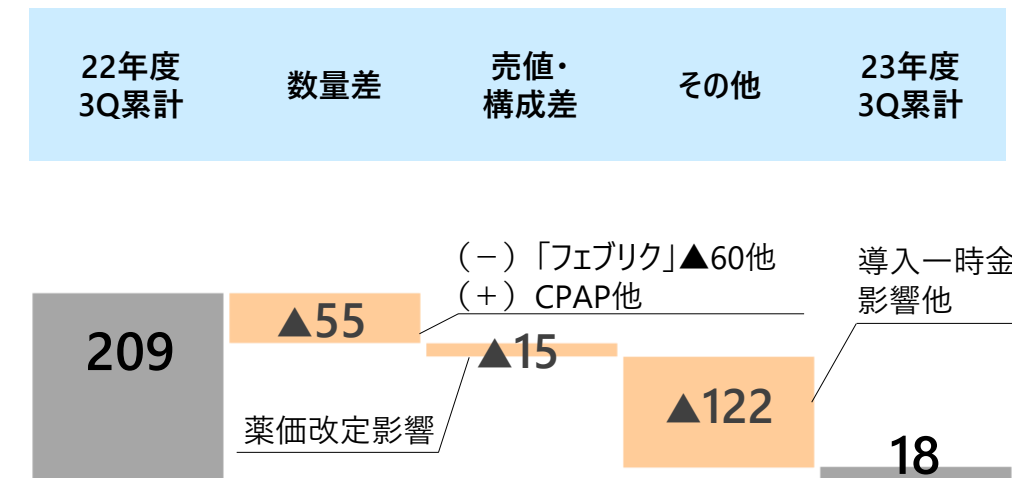 22年度
3Q累計
数量差
売値・
構成差
その他
23年度
3Q累計
（－）「フェブリク」▲60他
（＋）CPAP他
導入一時金
影響他
209
▲55
▲15
▲122
薬価改定影響
18